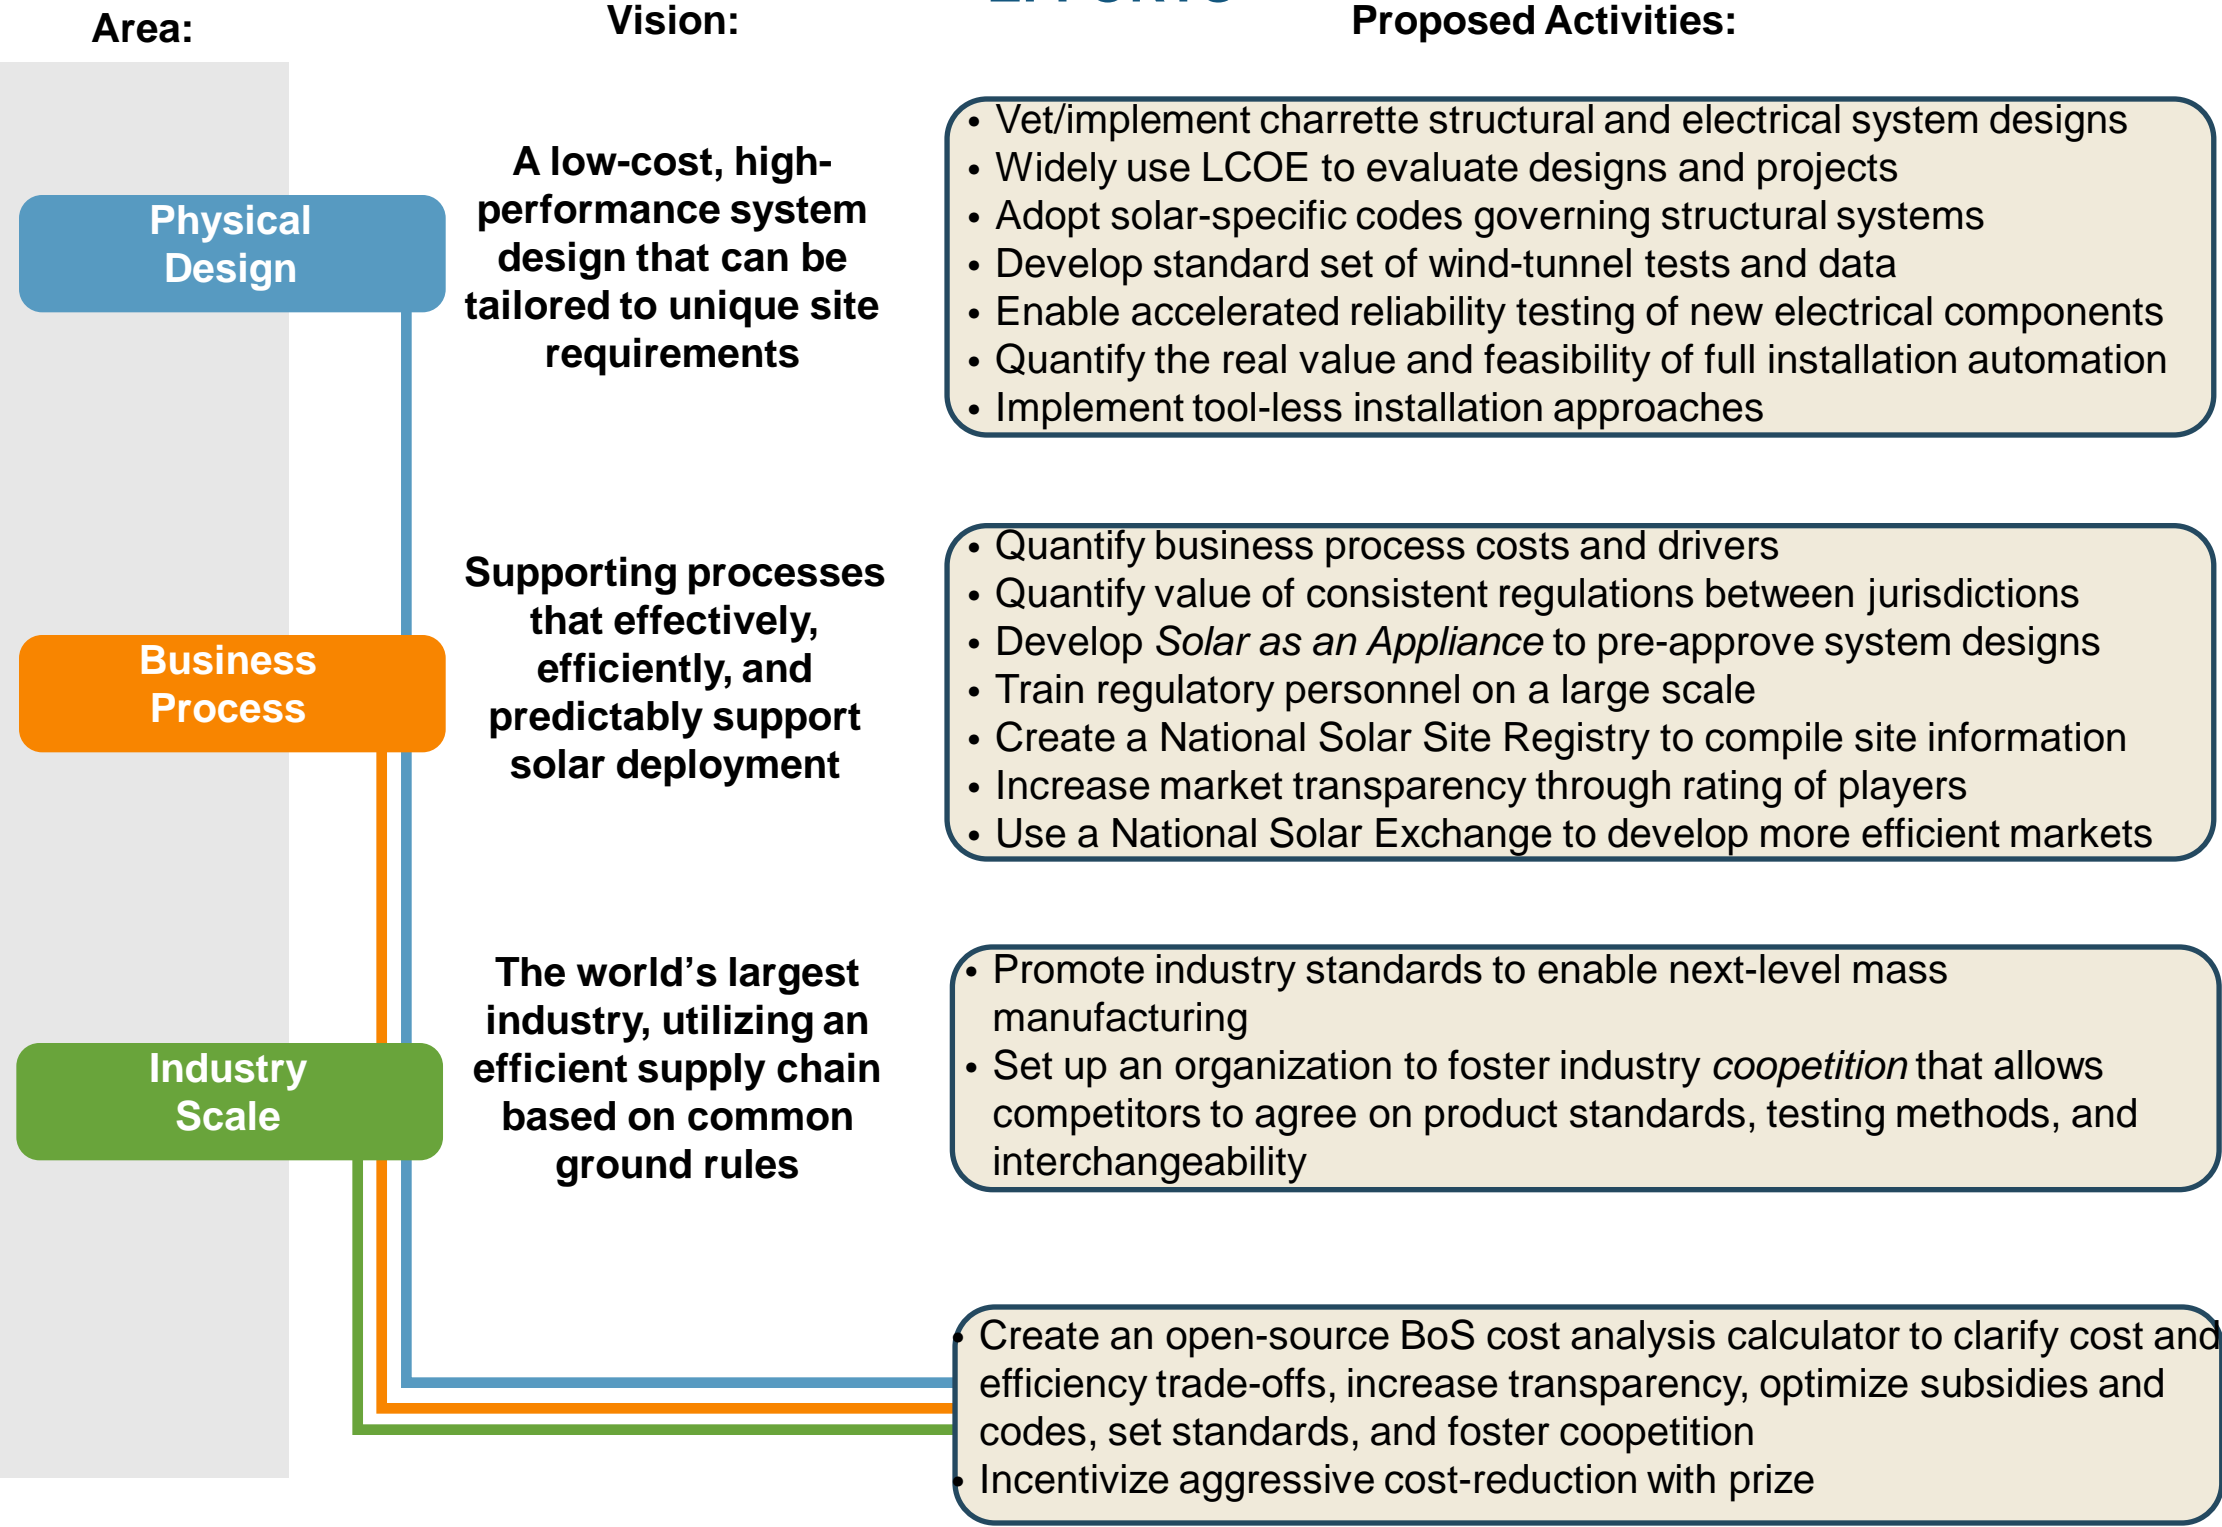 Area:
Vision:
Proposed Activities:
Physical
Design
A low-cost, high-
performance system
design that can be
tailored to unique site
requirements
• Vet/implement charrette structural and electrical system designs
• Widely use LCOE to evaluate designs and projects
• Adopt solar-specific codes governing structural systems
• Develop standard set of wind-tunnel tests and data
• Enable accelerated reliability testing of new electrical components
• Quantify the real value and feasibility of full installation automation
• Implement tool-less installation approaches
Business
Process
Supporting processes
that effectively,
efficiently, and
predictably support
solar deployment
• Quantify business process costs and drivers
• Quantify value of consistent regulations between jurisdictions
• Develop Solar as an Appliance to pre-approve system designs
• Train regulatory personnel on a large scale
• Create a National Solar Site Registry to compile site information
• Increase market transparency through rating of players
• Use a National Solar Exchange to develop more efficient markets
Industry
Scale
The world's largest
industry, utilizing an
efficient supply chain
based on common
ground rules
• Promote industry standards to enable next-level mass
manufacturing
• Set up an organization to foster industry coopetition that allows
competitors to agree on product standards, testing methods, and
interchangeability
• Create an open-source BoS cost analysis calculator to clarify cost and
efficiency trade-offs, increase transparency, optimize subsidies and
codes, set standards, and foster coopetition
• Incentivize aggressive cost-reduction with prize